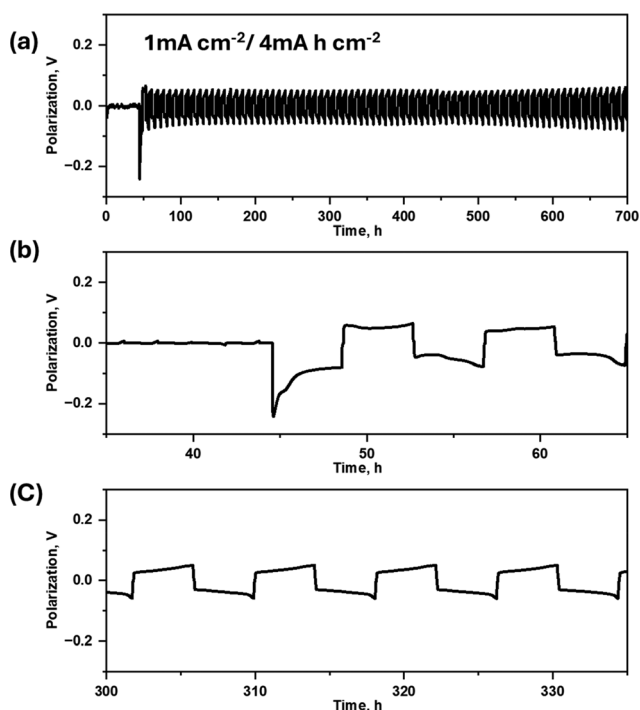 (a)
1mA cm⁻²/ 4mA h cm⁻²
Polarization, V
0.2
0.0
−0.2
0 100 200 300 400 500 600 700
Time, h
(b)
Polarization, V
0.2
0.0
−0.2
40 50 60
Time, h
(C)
Polarization, V
0.2
0.0
−0.2
300 310 320 330
Time, h